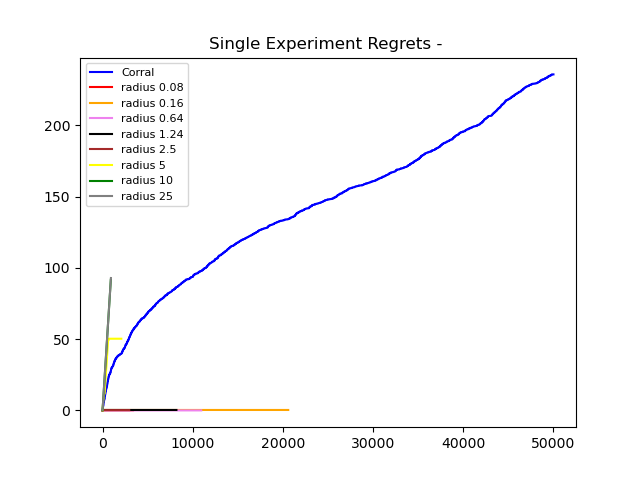 Single Experiment Regrets -
Corral
radius 0.08
radius 0.16
radius 0.64
radius 1.24
radius 2.5
radius 5
radius 10
radius 25
200
150
100
50
0
0 10000 20000 30000 40000 50000